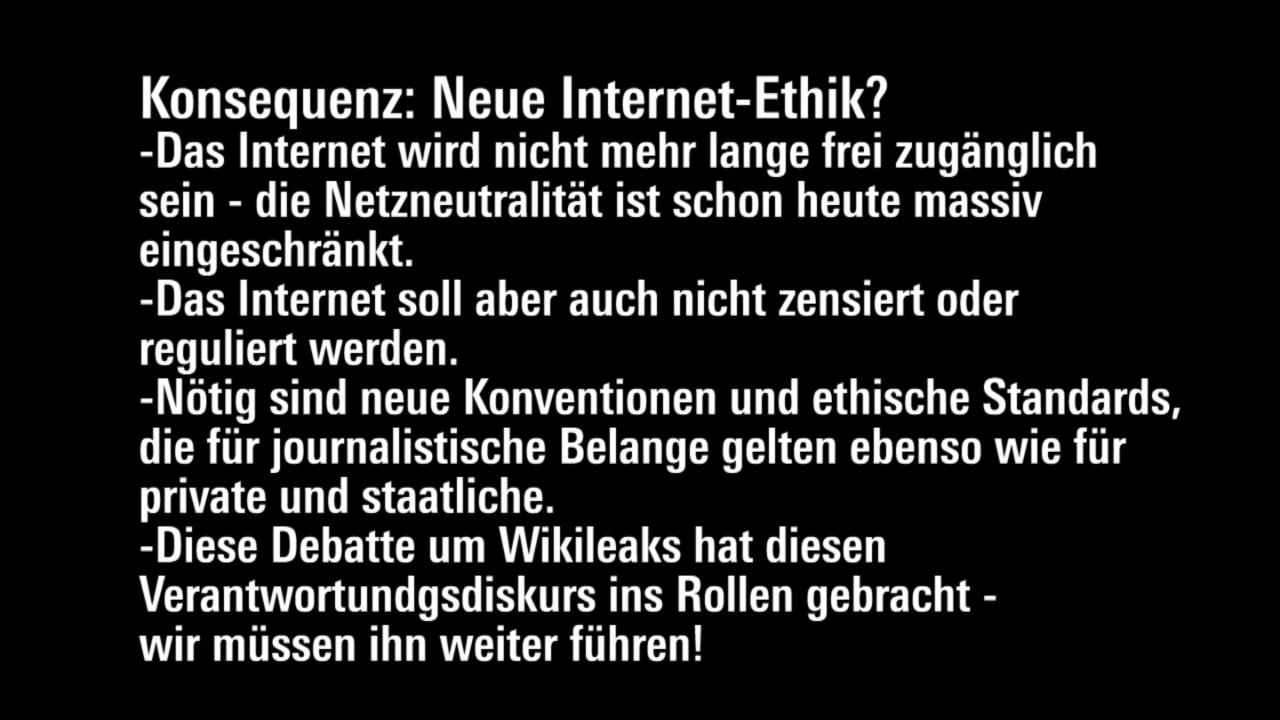 Konsequenz: Neue Internet-Ethik?
-Das Internet wird nicht mehr lange frei zugänglich
sein - die Netzneutralität ist schon heute massiv
eingeschränkt.
-Das Internet soll aber auch nicht zensiert oder
reguliert werden.
-Nötig sind neue Konventionen und ethische Standards,
die für journalistische Belange gelten ebenso wie für
private und staatliche.
-Diese Debatte um Wikileaks hat diesen
Verantwortundgsdiskurs ins Rollen gebracht -
wir müssen ihn weiter führen!